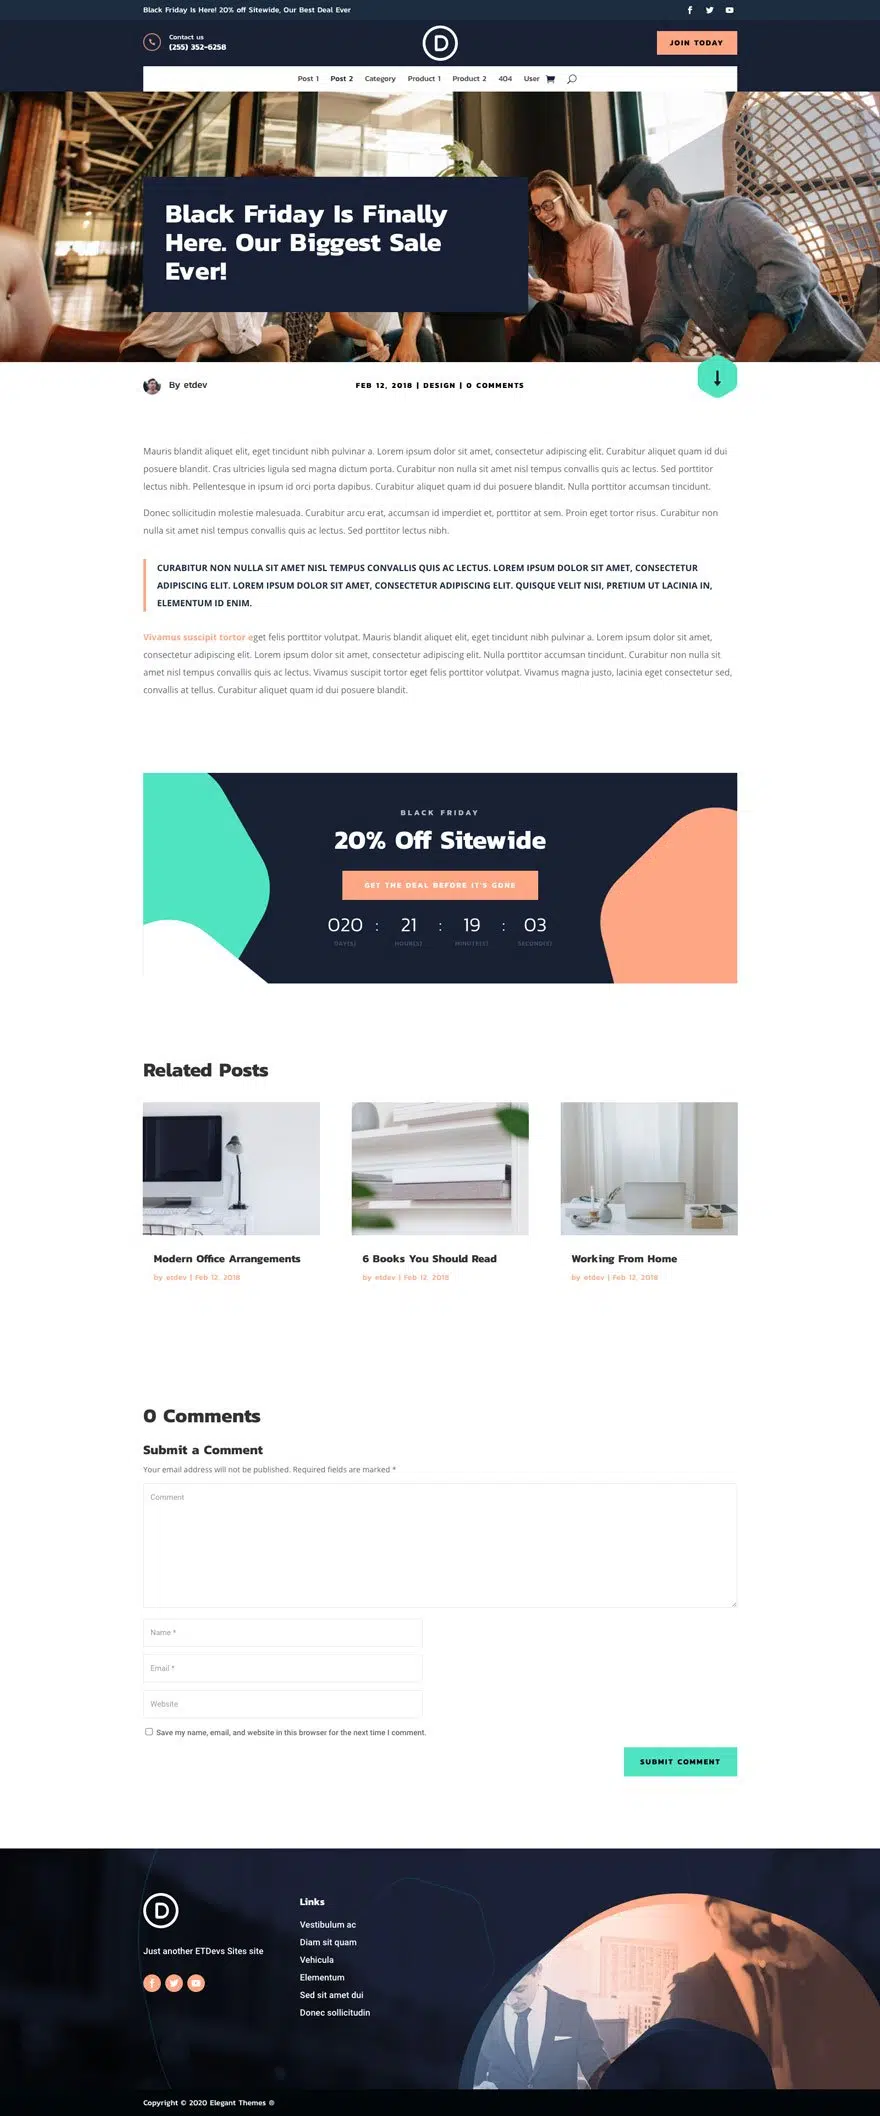 Black Friday Is Here! 20% off Sitewide, Our Best Deal Ever
Contact us
(255) 352-6258
D
JOIN TODAY
Post 1 Post 2 Category Product 1 Product 2 404 User
Black Friday Is Finally
Here. Our Biggest Sale
Ever!
By etdev
FEB 12, 2018 | DESIGN | 0 COMMENTS
Mauris blandit aliquet elit, eget tincidunt nibh pulvinar a. Lorem ipsum dolor sit amet, consectetur adipiscing elit. Curabitur aliquet quam id dui
posuere blandit. Cras ultricies ligula sed magna dictum porta. Curabitur non nulla sit amet nisl tempus convallis quis ac lectus. Sed porttitor
lectus nibh. Pellentesque in ipsum id orci porta dapibus. Curabitur aliquet quam id dui posuere blandit. Nulla porttitor accumsan tincidunt.
Donec sollicitudin molestie malesuada. Curabitur arcu erat, accumsan id imperdiet et, porttitor at sem. Proin eget tortor risus. Curabitur non
nulla sit amet nisl tempus convallis quis ac lectus. Sed porttitor lectus nibh.
CURABITUR NON NULLA SIT AMET NISL TEMPUS CONVALLIS QUIS AC LECTUS. LOREM IPSUM DOLOR SIT AMET, CONSECTETUR
ADIPISCING ELIT. LOREM IPSUM DOLOR SIT AMET, CONSECTETUR ADIPISCING ELIT. QUISQUE VELIT NISI, PRETIUM UT LACINIA IN,
ELEMENTUM ID ENIM.
Vivamus suscipit tortor eget felis porttitor volutpat. Mauris blandit aliquet elit, eget tincidunt nibh pulvinar a. Lorem ipsum dolor sit amet,
consectetur adipiscing elit. Lorem ipsum dolor sit amet, consectetur adipiscing elit. Nulla porttitor accumsan tincidunt. Curabitur non nulla sit
amet nisl tempus convallis quis ac lectus. Vivamus suscipit tortor eget felis porttitor volutpat. Vivamus magna justo, lacinia eget consectetur sed,
convallis at tellus. Curabitur aliquet quam id dui posuere blandit.
BLACK FRIDAY
20% Off Sitewide
GET THE DEAL BEFORE IT'S GONE
020 : 21 : 19 : 03
DAY(S) HOUR(S) MINUTE(S) SECOND(S)
Related Posts
Modern Office Arrangements
by etdev | Feb 12, 2018
6 Books You Should Read
by etdev | Feb 12, 2018
Working From Home
by etdev | Feb 12, 2018
0 Comments
Submit a Comment
Your email address will not be published. Required fields are marked *
Comment
Name *
Email *
Website
Save my name, email, and website in this browser for the next time I comment.
SUBMIT COMMENT
D
Just another ETDevs Sites site
Links
Vestibulum ac
Diam sit quam
Vehicula
Elementum
Sed sit amet dui
Donec sollicitudin
Copyright © 2020 Elegant Themes ®